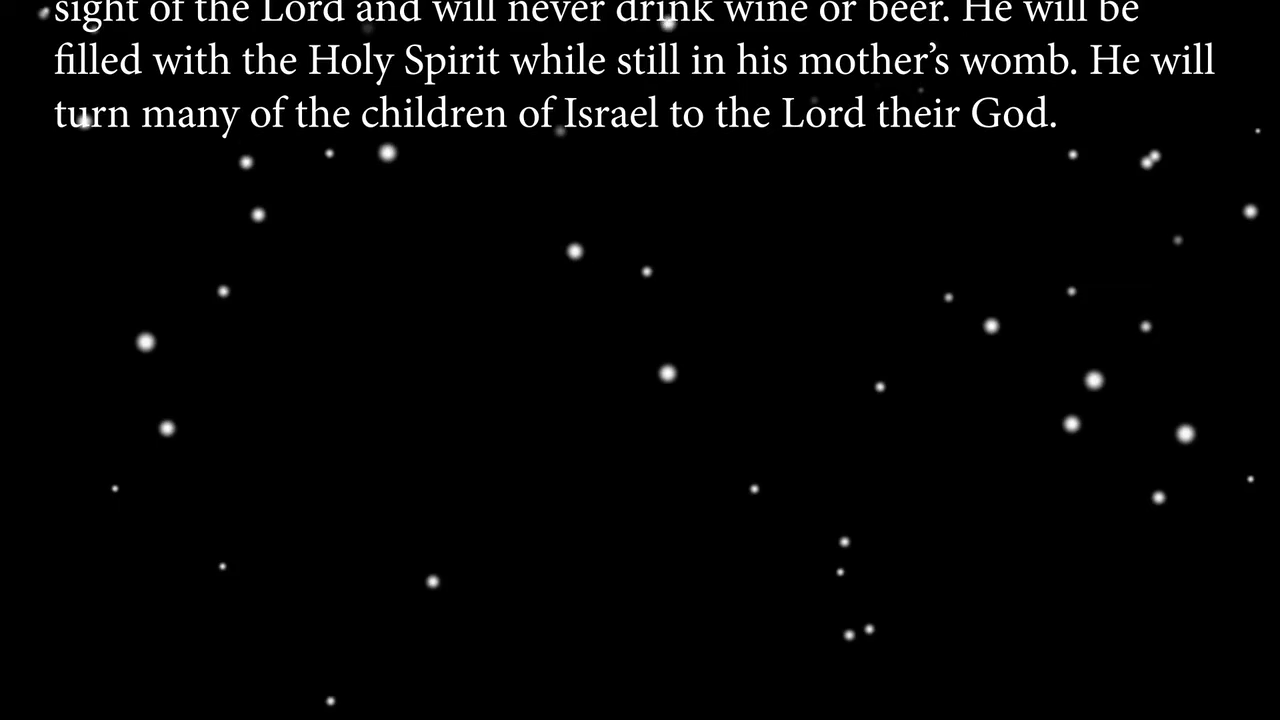 sight of the Lord and will never drink wine or beer. He will be
filled with the Holy Spirit while still in his mother’s womb. He will
turn many of the children of Israel to the Lord their God.